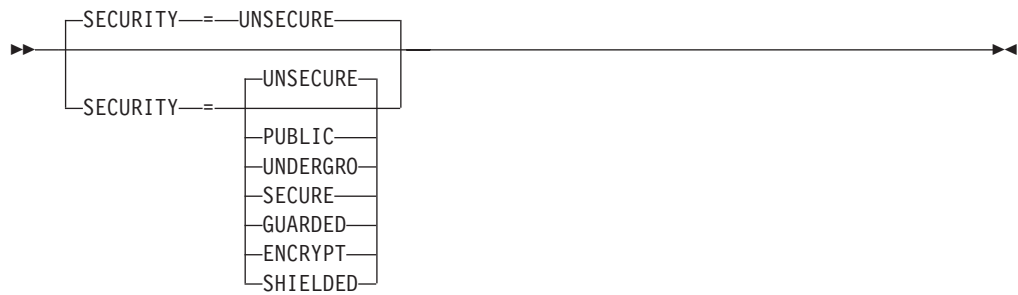 SECURITY = UNSECURE
UNSECURE
SECURITY =
PUBLIC
UNDERGRO
SECURE
GUARDED
ENCRYPT
SHIELDED